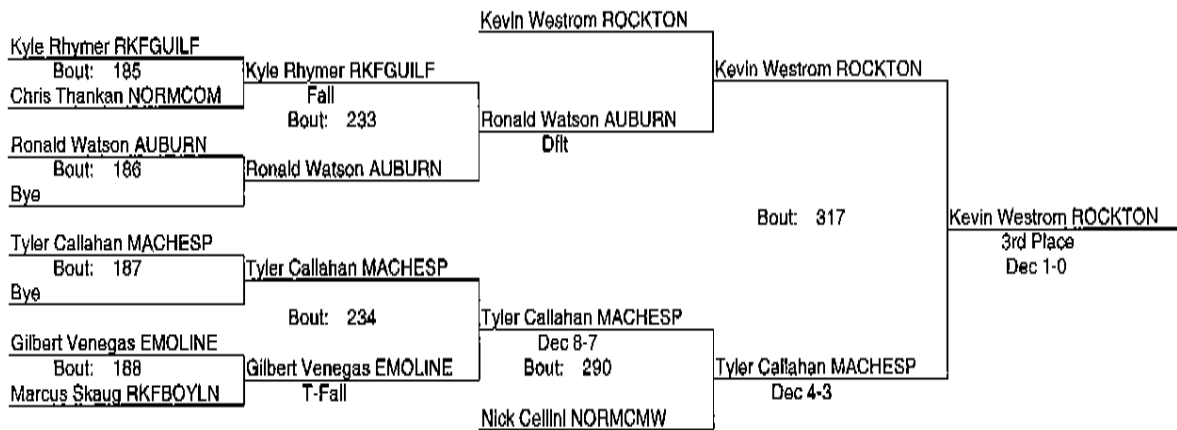 Kevin Westrom ROCKTON
Kyle Rhymer RKFGUILF
Bout: 185
Kyle Rhymer RKFGUILF
Kevin Westrom ROCKTON
Chris Thankan NORMCOM
Fall
Bout: 233
Ronald Watson AUBURN
Ronald Watson AUBURN
Dflt
Bout: 186
Ronald Watson AUBURN
Bye
Bout: 317
Kevin Westrom ROCKTON
Tyler Callahan MACHESP
3rd Place
Bout: 187
Tyler Callahan MACHESP
Dec 1-0
Bye
Bout: 234
Tyler Callahan MACHESP
Gilbert Venegas EMOLINE
Dec 8-7
Bout: 188
Gilbert Venegas EMOLINE
Bout: 290
Tyler Callahan MACHESP
Marcus Skaug RKFBOYLN
T-Fall
Dec 4-3
Nick Cellini NORMCMW